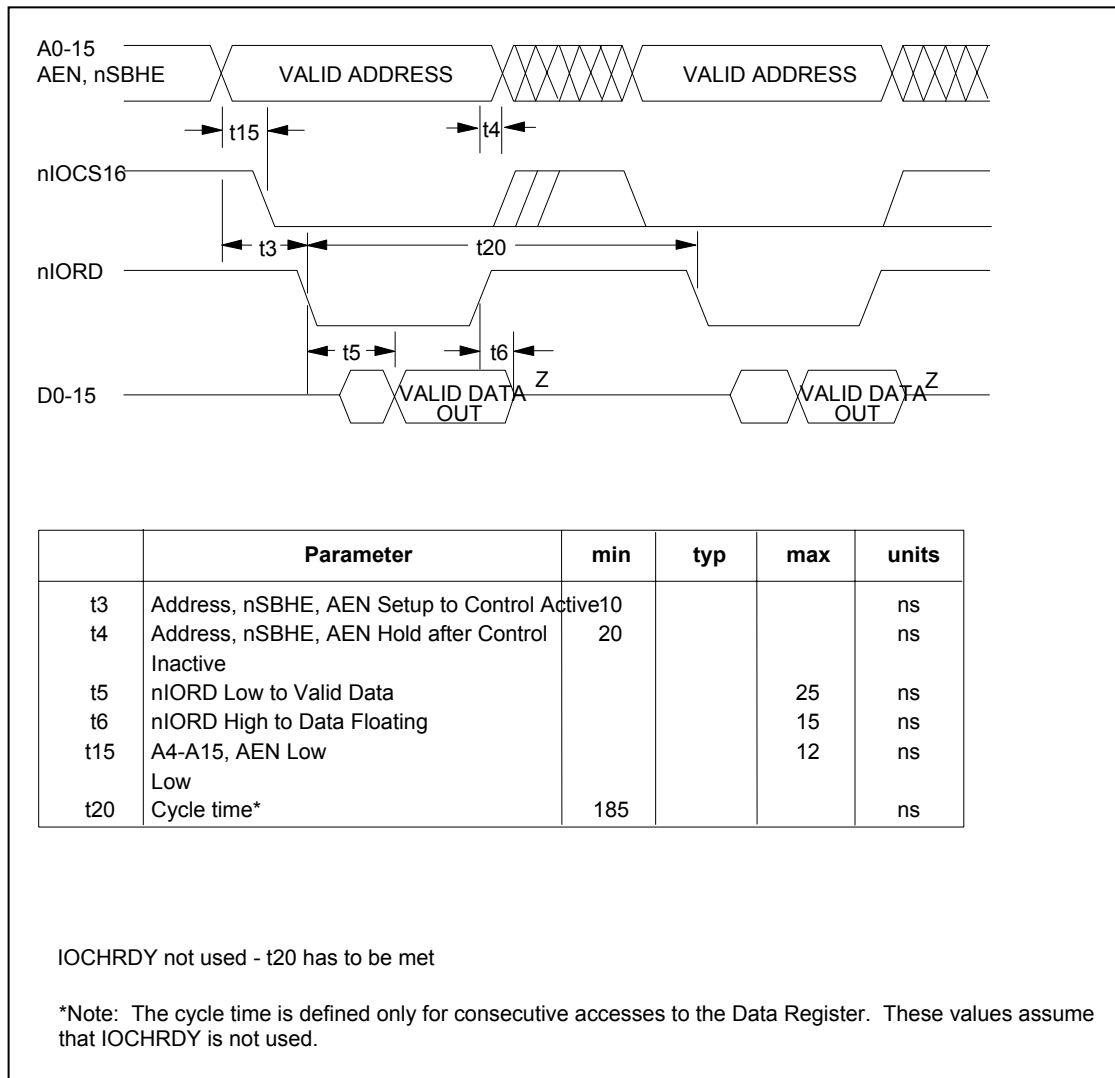 A0-15
AEN, nSBHE
VALID ADDRESS
VALID ADDRESS
t4
t15
nIOCS16
t3
t20
nIORD
t5
t6
D0-15
VALID DATA OUT
Z
VALID DATA OUT
Z
Parameter min typ max units
t3 Address, nSBHE, AEN Setup to Control Active 10 ns
t4 Address, nSBHE, AEN Hold after Control 20 ns
Inactive
t5 nIORD Low to Valid Data 25 ns
t6 nIORD High to Data Floating 15 ns
t15 A4-A15, AEN Low 12 ns
Low
t20 Cycle time* 185 ns
IOCHRDY not used - t20 has to be met
*Note: The cycle time is defined only for consecutive accesses to the Data Register. These values assume
that IOCHRDY is not used.